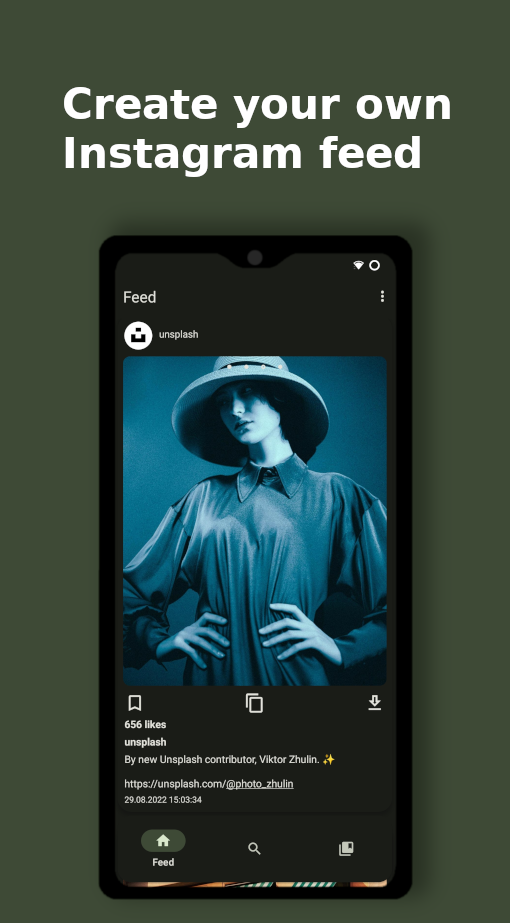 Create your own
Instagram feed
Feed
unsplash
656 likes
unsplash
By new Unsplash contributor, Viktor Zhulin. ✨
https://unsplash.com/@photo_zhulin
29.08.2022 15:03:34
Feed